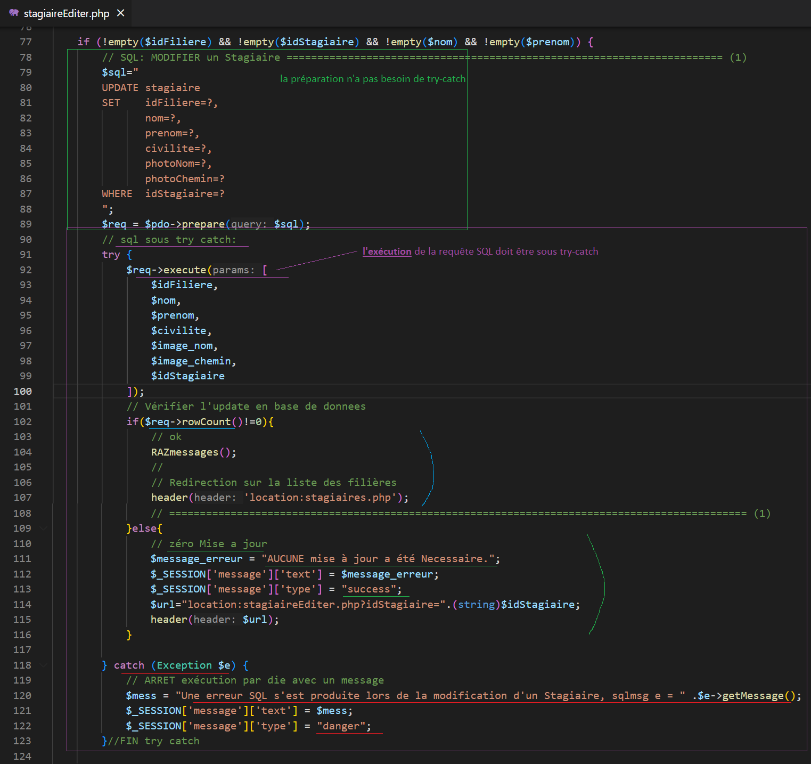 stagiaireEditer.php ×
77 if (!empty($idFiliere) && !empty($idStagiaire) && !empty($nom) && !empty($prenom)) {
78 // SQL: MODIFIER un Stagiaire ======================================================================= (1)
79 $sql="
la préparation n'a pas besoin de try-catch
80 UPDATE stagiaire
81 SET idFiliere=?,
82 nom=?,
83 prenom=?,
84 civilite=?,
85 photoNom=?,
86 photoChemin=?
87 WHERE idStagiaire=?
88 ";
89 $req = $pdo->prepare(query: $sql);
90 // sql sous try catch:
91 try {
l'exécution de la requête SQL doit être sous try-catch
92 $req->execute(params: [
93 $idFiliere,
94 $nom,
95 $prenom,
96 $civilite,
97 $image_nom,
98 $image_chemin,
99 $idStagiaire
100 ]);
101 // Vérifier l'update en base de donnees
102 if($req->rowCount()!=0){
103 // ok
104 RAZmessages();
105 //
106 // Redirection sur la liste des filières
107 header(header: 'location:stagiaires.php');
108 // ============================================================================================== (1)
109 }else{
110 // zéro Mise a jour
111 $message_erreur = "AUCUNE mise à jour a été Necessaire.";
112 $_SESSION['message']['text'] = $message_erreur;
113 $_SESSION['message']['type'] = "success";
114 $url="location:stagiaireEditer.php?idStagiaire=".(string)$idStagiaire;
115 header(header: $url);
116 }
117
118 } catch (Exception $e) {
119 // ARRET exécution par die avec un message
120 $mess = "Une erreur SQL s'est produite lors de la modification d'un Stagiaire, sqlmsg e = " .$e->getMessage();
121 $_SESSION['message']['text'] = $mess;
122 $_SESSION['message']['type'] = "danger";
123 }//FIN try catch
124